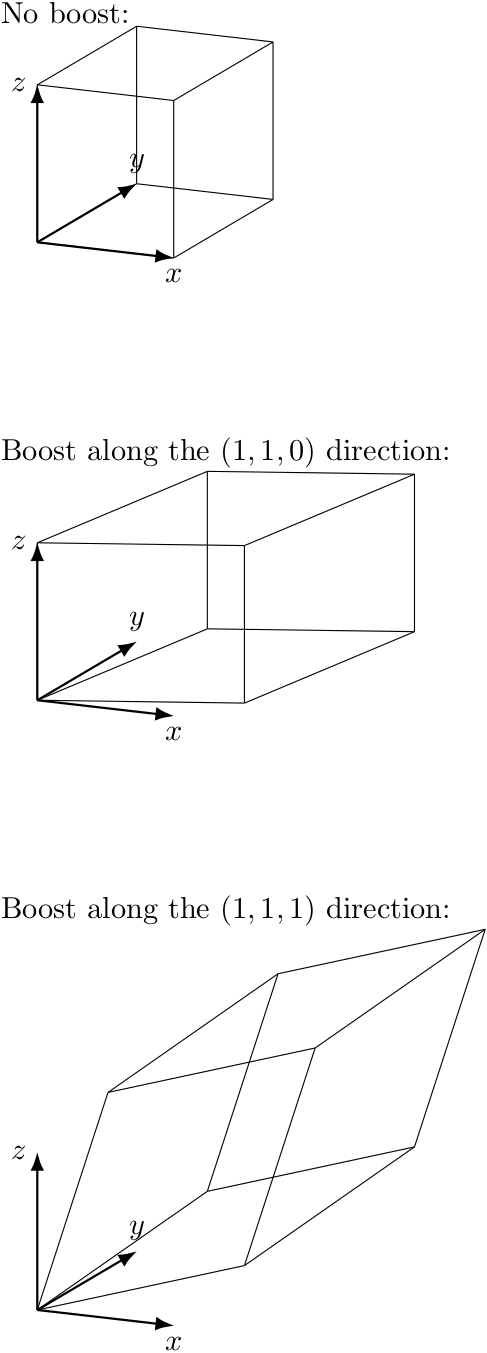 No boost:
z
y
x
Boost along the (1, 1, 0) direction:
z
y
x
Boost along the (1, 1, 1) direction:
z
y
x